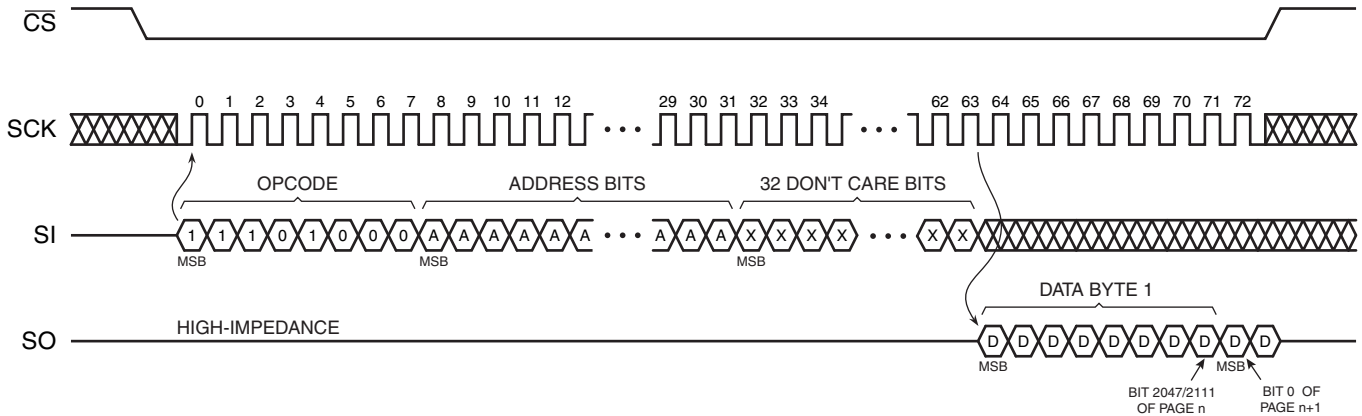 CS
0 1 2 3 4 5 6 7 8 9 10 11 12 29 30 31 32 33 34 62 63 64 65 66 67 68 69 70 71 72
SCK • • • • • •
OPCODE ADDRESS BITS 32 DON'T CARE BITS
SI 1 1 1 0 1 0 0 0 A A A A A A • • • A A A X X X X • • • X X
MSB MSB MSB
DATA BYTE 1
HIGH-IMPEDANCE
SO D D D D D D D D D D
MSB MSB
BIT 2047/2111
OF PAGE n
BIT 0 OF
PAGE n+1